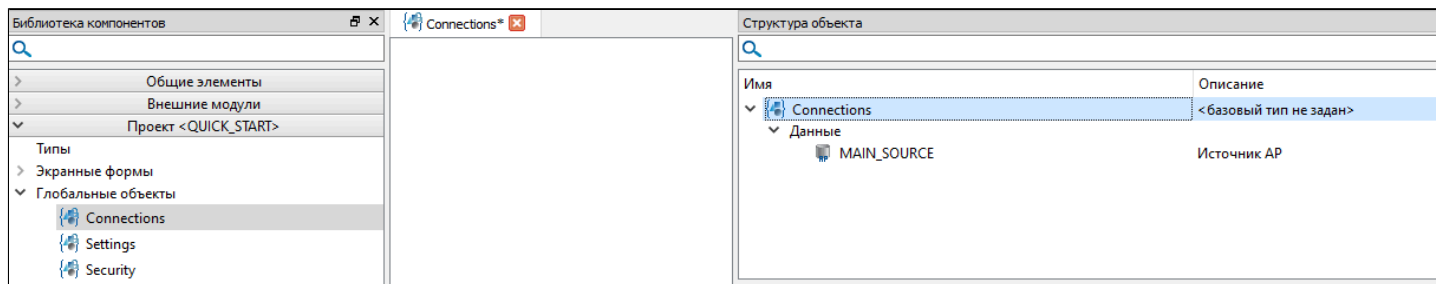 Библиотека компонентов
Общие элементы
Внешние модули
Проект <QUICK_START>
Типы
Экранные формы
Глобальные объекты
Connections
Settings
Security
Connections*
Структура объекта
Имя Описание
Connections <базовый тип не задан>
Данные
MAIN_SOURCE Источник AP